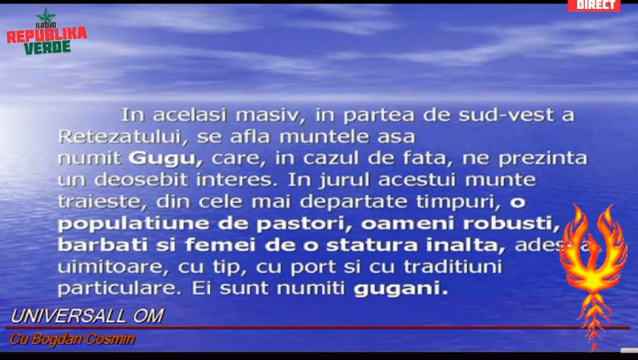 RADIO
REPUBLIKA
VERDE
DIRECT
In acelasi masiv, in partea de sud-vest a
Retezatului, se afla muntele asa
numit Gugu, care, in cazul de fata, ne prezinta
un deosebit interes. In jurul acestui munte
traieste, din cele mai departate timpuri, o
populatiune de pastori, oameni robusti,
barbati si femei de o statura inalta,
uimitoare, cu tip, cu port si cu traditiuni
particulare. Ei sunt numiti gugani.
UNIVERSALL OM
Cu Bogdan Cosmin